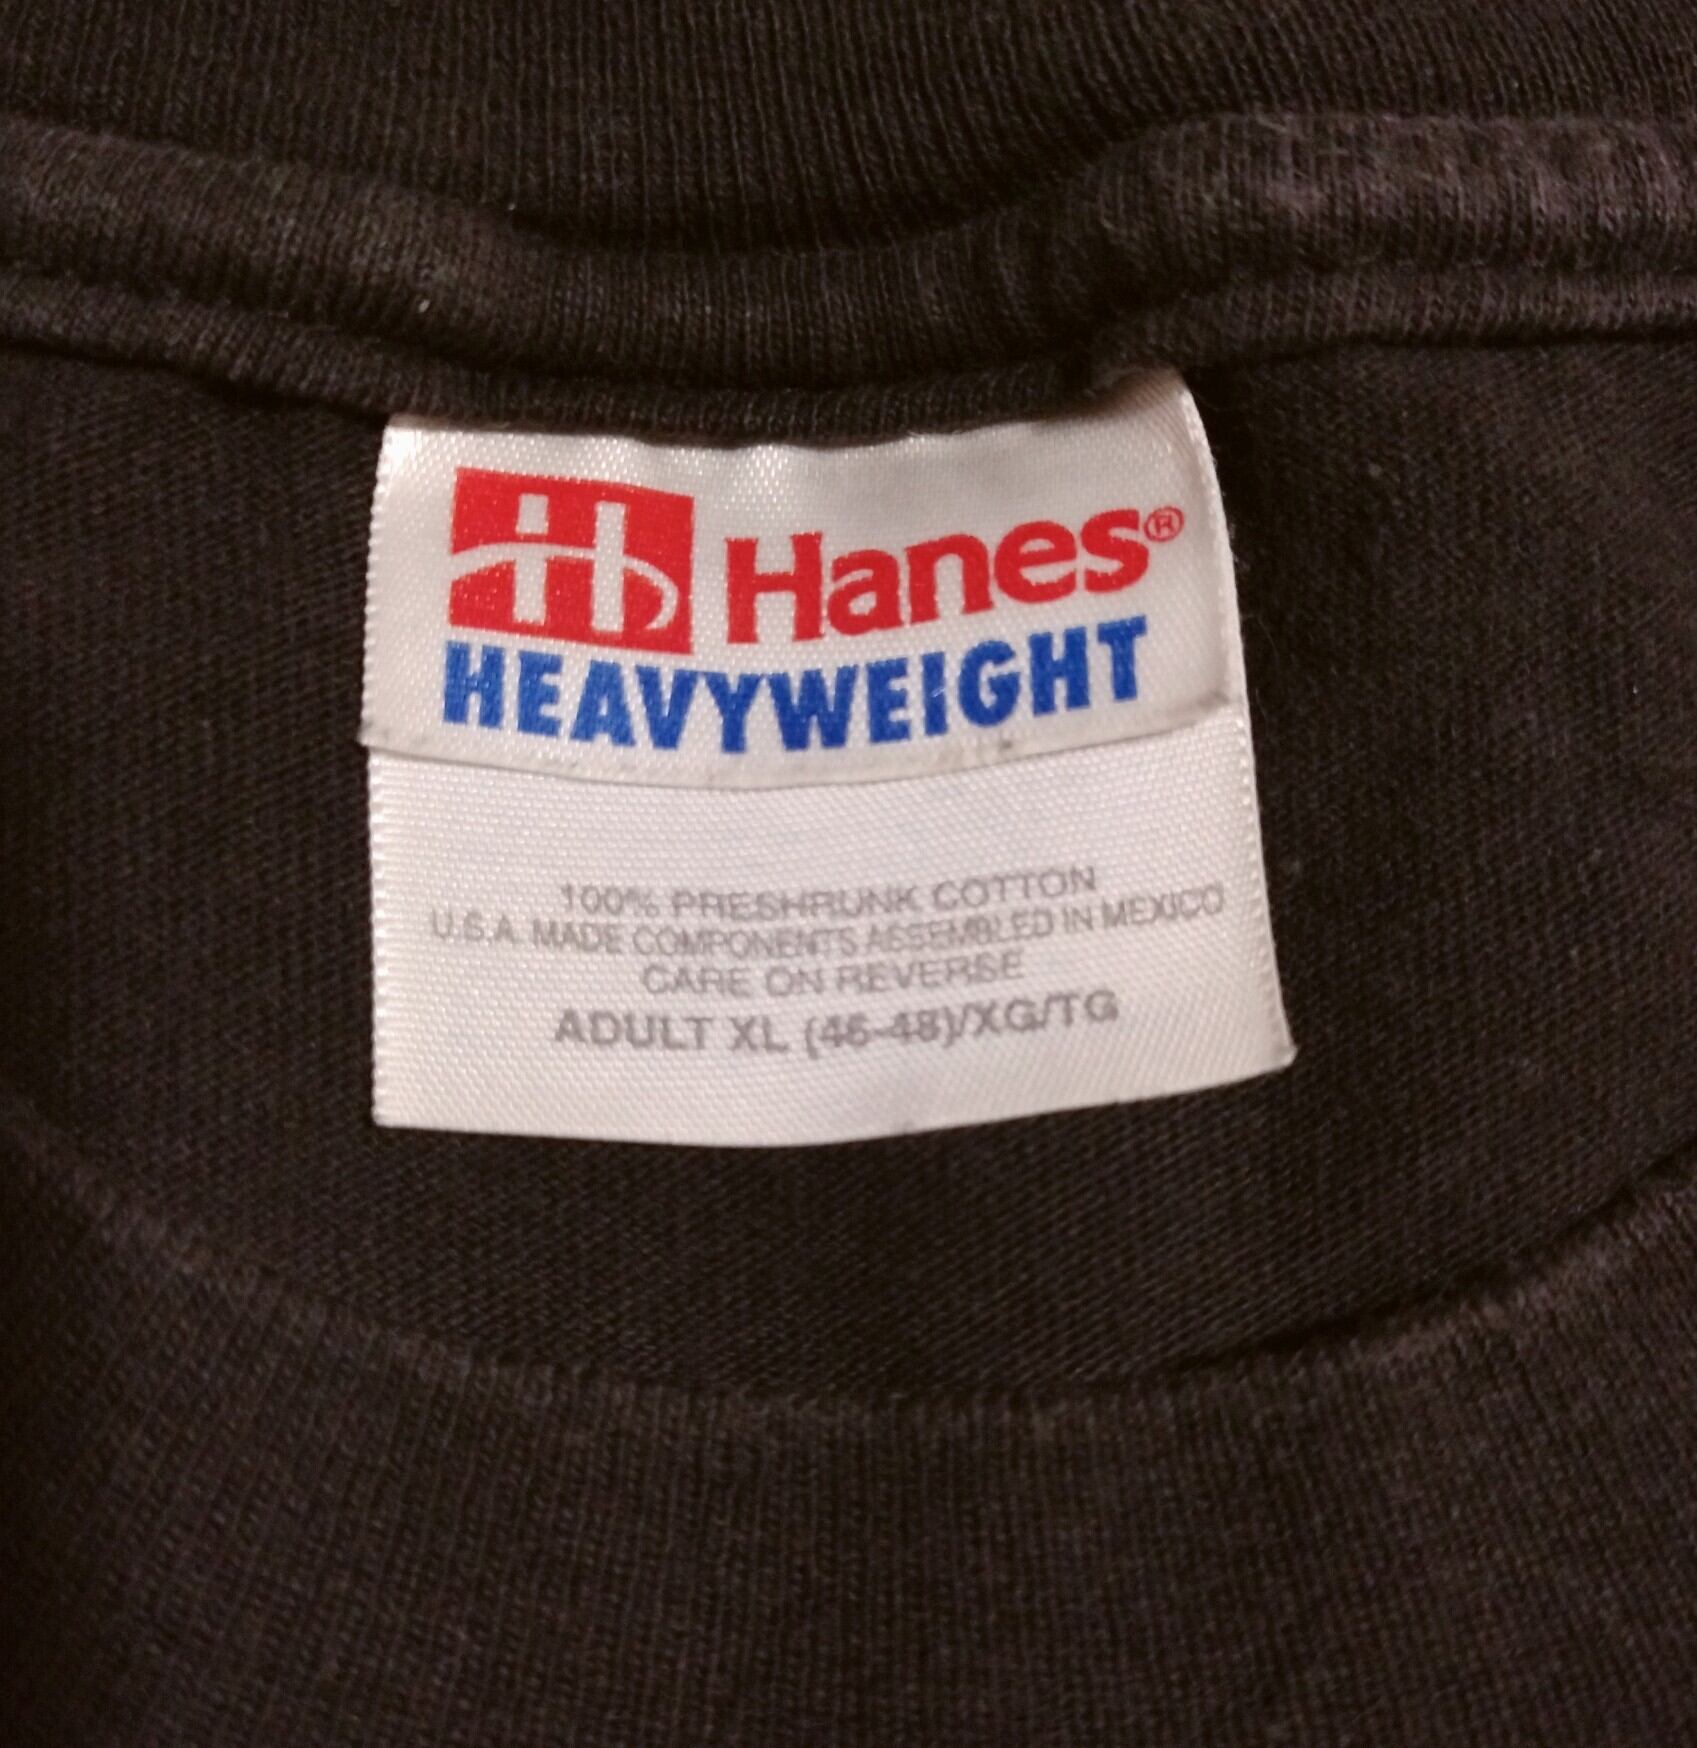 H Hanes®
HEAVYWEIGHT
100% PRESHRUNK COTTON
U.S.A. MADE COMPONENTS ASSEMBLED IN MEXICO
CARE ON REVERSE
ADULT XL (46-48)/XG/TG